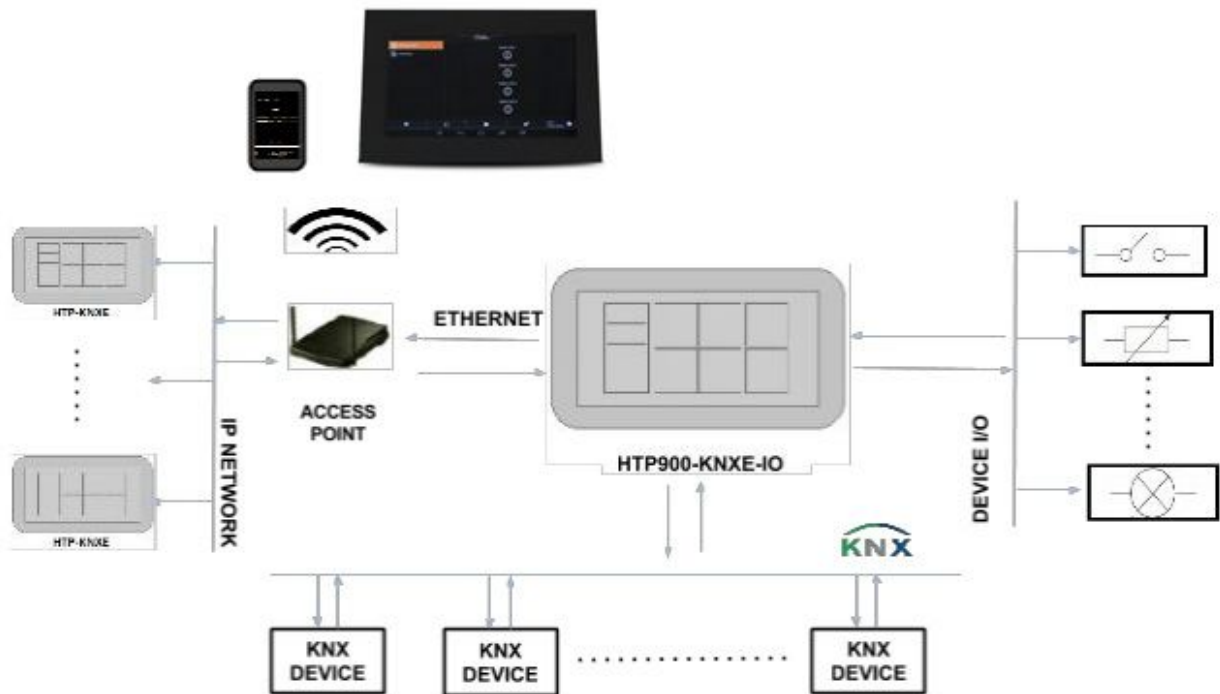 HTP-KNXE
ETHERNET
ACCESS
POINT
IP NETWORK
HTP900-KNXE-IO
DEVICE I/O
HTP-KNXE
KNX
KNX
DEVICE
KNX
DEVICE
KNX
DEVICE